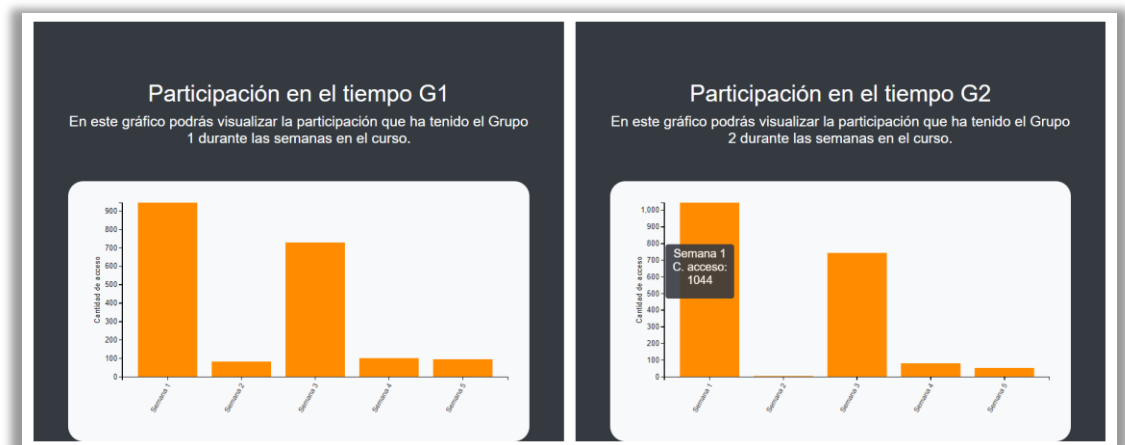 Participación en el tiempo G1
En este gráfico podrás visualizar la participación que ha tenido el Grupo
1 durante las semanas en el curso.
Cantidad de acceso
900
800
700
600
500
400
300
200
100
0
Semana 1
Semana 2
Semana 3
Semana 4
Semana 5
Participación en el tiempo G2
En este gráfico podrás visualizar la participación que ha tenido el Grupo
2 durante las semanas en el curso.
Cantidad de acceso
1,000
900
800
700
600
500
400
300
200
100
0
Semana 1
C. acceso:
1044
Semana 1
Semana 2
Semana 3
Semana 4
Semana 5